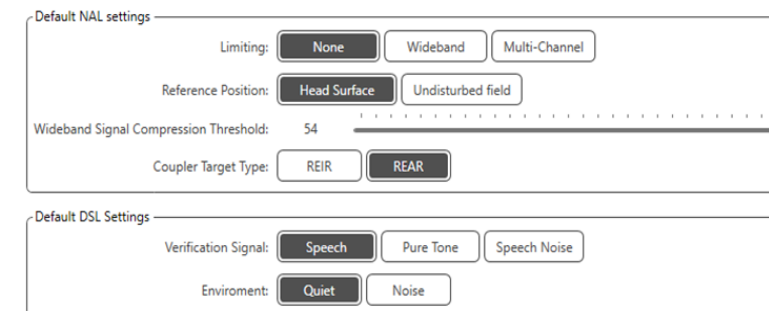 Default NAL settings
Limiting: None Wideband Multi-Channel
Reference Position: Head Surface Undisturbed field
Wideband Signal Compression Threshold: 54
Coupler Target Type: REIR REAR
Default DSL Settings
Verification Signal: Speech Pure Tone Speech Noise
Enviroment: Quiet Noise